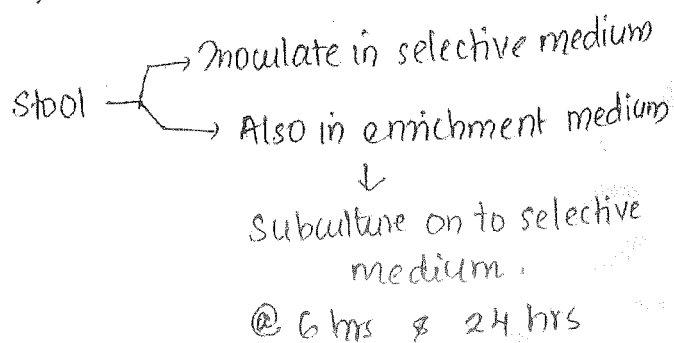 Stool → Inoculate in selective medium
→ Also in enrichment medium
↓
Subculture on to selective
medium.
@ 6 hrs & 24 hrs